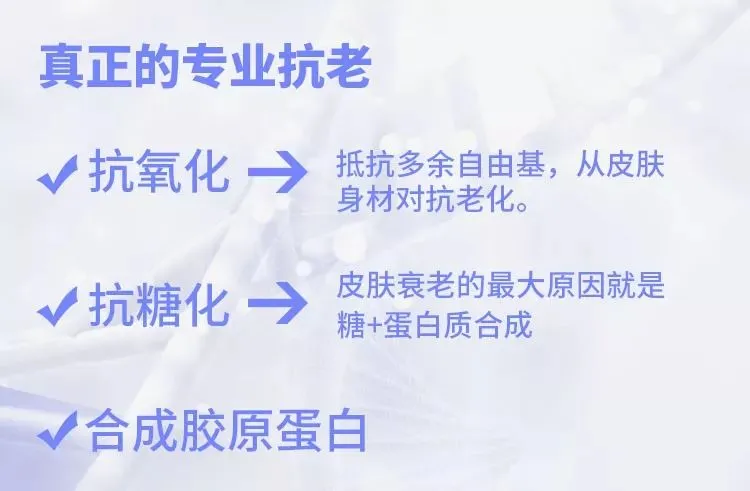 真正的专业抗老
抗氧化
抵抗多余自由基，从皮肤
身材对抗老化。
抗糖化
皮肤衰老的最大原因就是
糖+蛋白质合成
合成胶原蛋白